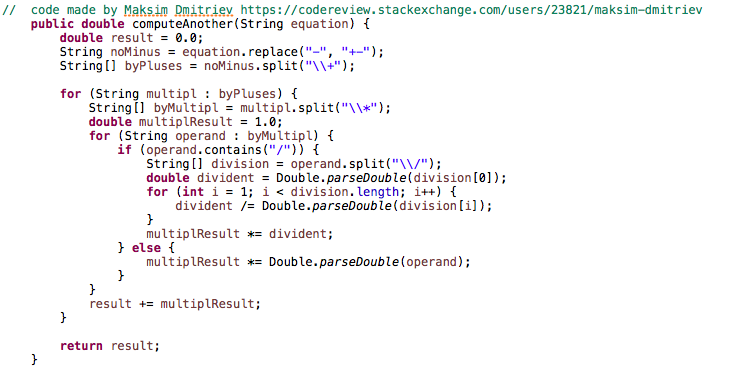 //  code made by Maksim Dmitriev https://codereview.stackexchange.com/users/23821/maksim-dmitriev
    public double computeAnother(String equation) {
        double result = 0.0;
        String noMinus = equation.replace("-", "+-");
        String[] byPluses = noMinus.split("\\+");

        for (String multipl : byPluses) {
            String[] byMultipl = multipl.split("\\*");
            double multiplResult = 1.0;
            for (String operand : byMultipl) {
                if (operand.contains("/")) {
                    String[] division = operand.split("\\/");
                    double divident = Double.parseDouble(division[0]);
                    for (int i = 1; i < division.length; i++) {
                        divident /= Double.parseDouble(division[i]);
                    }
                    multiplResult *= divident;
                } else {
                    multiplResult *= Double.parseDouble(operand);
                }
            }
            result += multiplResult;
        }

        return result;
    }